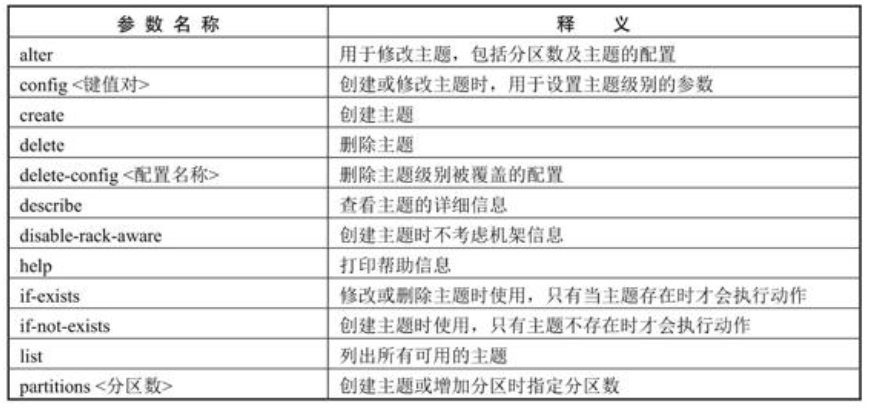 参数名称 释义
alter 用于修改主题，包括分区数及主题的配置
config <键值对> 创建或修改主题时，用于设置主题级别的参数
create 创建主题
delete 删除主题
delete-config <配置名称> 删除主题级别被覆盖的配置
describe 查看主题的详细信息
disable-rack-aware 创建主题时不考虑机架信息
help 打印帮助信息
if-exists 修改或删除主题时使用，只有当主题存在时才会执行动作
if-not-exists 创建主题时使用，只有主题不存在时才会执行动作
list 列出所有可用的主题
partitions <分区数> 创建主题或增加分区时指定分区数